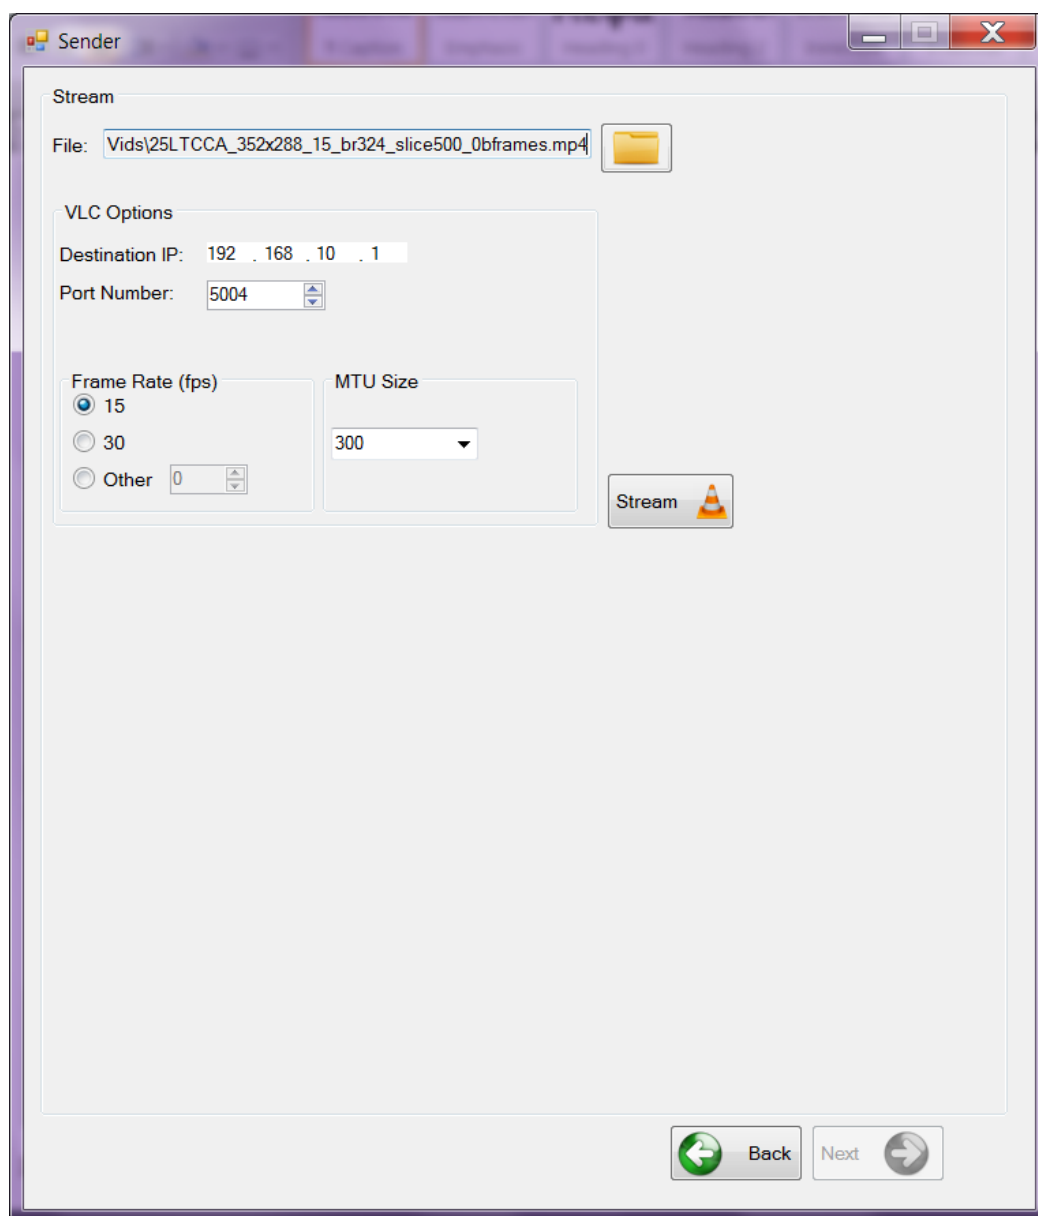 Sender
Stream
File: Vids\25LTCCA_352x288_15_br324_slice500_0bframes.mp4
VLC Options
Destination IP: 192 . 168 . 10 . 1
Port Number: 5004
Frame Rate (fps) MTU Size
15
30
300
Other 0
Stream
Back Next